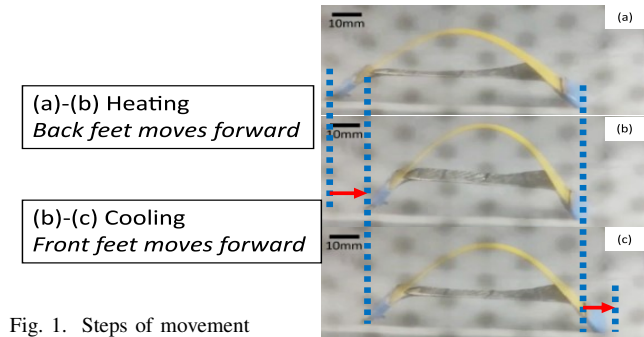 10mm
(a)
(a)-(b) Heating
Back feet moves forward
10mm
(b)
(b)-(c) Cooling
Front feet moves forward
10mm
(c)
Fig. 1. Steps of movement